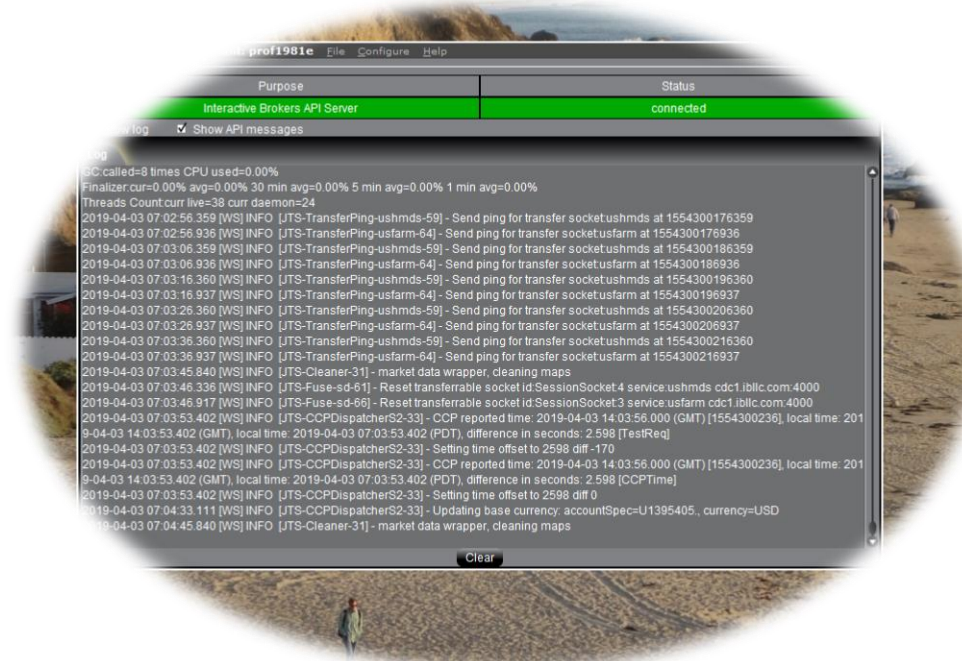 prof1981e File Configure Help
Purpose Status
Interactive Brokers API Server connected
log Show API messages
Log
GC:called=8 times CPU used=0.00%
Finalizer:cur=0.00% avg=0.00% 30 min avg=0.00% 5 min avg=0.00% 1 min avg=0.00%
Threads Count:curr live=38 curr daemon=24
2019-04-03 07:02:56.359 [WS] INFO [JTS-TransferPing-ushmds-59] - Send ping for transfer socket:ushmds at 1554300176359
2019-04-03 07:02:56.936 [WS] INFO [JTS-TransferPing-usfarm-64] - Send ping for transfer socket:usfarm at 1554300176936
2019-04-03 07:03:06.359 [WS] INFO [JTS-TransferPing-ushmds-59] - Send ping for transfer socket:ushmds at 1554300186359
2019-04-03 07:03:06.936 [WS] INFO [JTS-TransferPing-usfarm-64] - Send ping for transfer socket:usfarm at 1554300186936
2019-04-03 07:03:16.360 [WS] INFO [JTS-TransferPing-ushmds-59] - Send ping for transfer socket:ushmds at 1554300196360
2019-04-03 07:03:16.937 [WS] INFO [JTS-TransferPing-usfarm-64] - Send ping for transfer socket:usfarm at 1554300196937
2019-04-03 07:03:26.360 [WS] INFO [JTS-TransferPing-ushmds-59] - Send ping for transfer socket:ushmds at 1554300206360
2019-04-03 07:03:26.937 [WS] INFO [JTS-TransferPing-usfarm-64] - Send ping for transfer socket:usfarm at 1554300206937
2019-04-03 07:03:36.360 [WS] INFO [JTS-TransferPing-ushmds-59] - Send ping for transfer socket:ushmds at 1554300216360
2019-04-03 07:03:36.937 [WS] INFO [JTS-TransferPing-usfarm-64] - Send ping for transfer socket:usfarm at 1554300216937
2019-04-03 07:03:45.840 [WS] INFO [JTS-Cleaner-31] - market data wrapper, cleaning maps
2019-04-03 07:03:46.336 [WS] INFO [JTS-Fuse-sd-61] - Reset transferrable socket id:SessionSocket:4 service:ushmds cdc1.ibllc.com:4000
2019-04-03 07:03:46.917 [WS] INFO [JTS-Fuse-sd-66] - Reset transferrable socket id:SessionSocket:3 service:usfarm cdc1.ibllc.com:4000
2019-04-03 07:03:53.402 [WS] INFO [JTS-CCPDispatcherS2-33] - CCP reported time: 2019-04-03 14:03:56.000 (GMT) [1554300236], local time: 201
9-04-03 14:03:53.402 (GMT), local time: 2019-04-03 07:03:53.402 (PDT), difference in seconds: 2.598 [TestReq]
2019-04-03 07:03:53.402 [WS] INFO [JTS-CCPDispatcherS2-33] - Setting time offset to 2598 diff -170
2019-04-03 07:03:53.402 [WS] INFO [JTS-CCPDispatcherS2-33] - CCP reported time: 2019-04-03 14:03:56.000 (GMT) [1554300236], local time: 201
9-04-03 14:03:53.402 (GMT), local time: 2019-04-03 07:03:53.402 (PDT), difference in seconds: 2.598 [CCPTime]
2019-04-03 07:03:53.402 [WS] INFO [JTS-CCPDispatcherS2-33] - Setting time offset to 2598 diff 0
2019-04-03 07:04:33.111 [WS] INFO [JTS-CCPDispatcherS2-33] - Updating base currency: accountSpec=U1395405., currency=USD
2019-04-03 07:04:45.840 [WS] INFO [JTS-Cleaner-31] - market data wrapper, cleaning maps
Clear